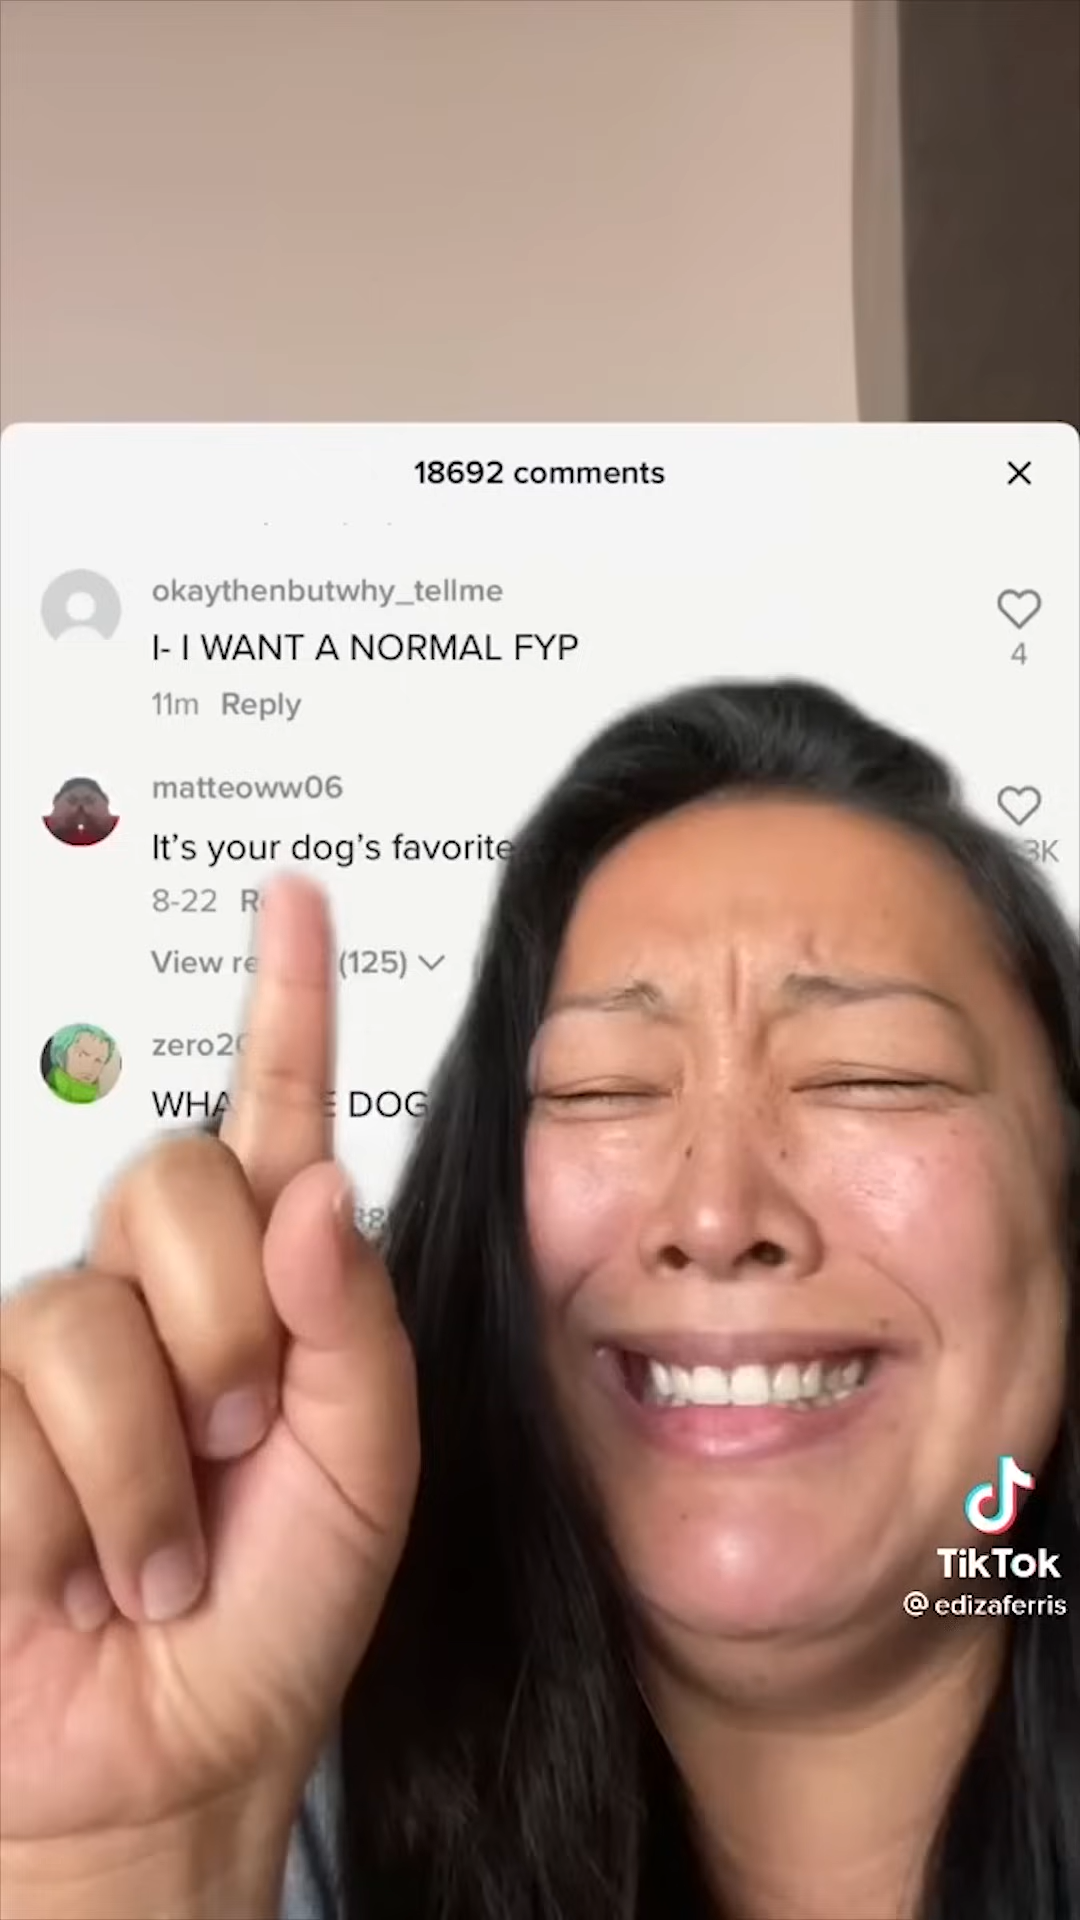 18692 comments
okaythenbutwhy_tellme
I- I WANT A NORMAL FYP
4
11m Reply
matteoww06
It's your dog's favorite
8-22
View (125)
DOG
TikTok
@edizaferris